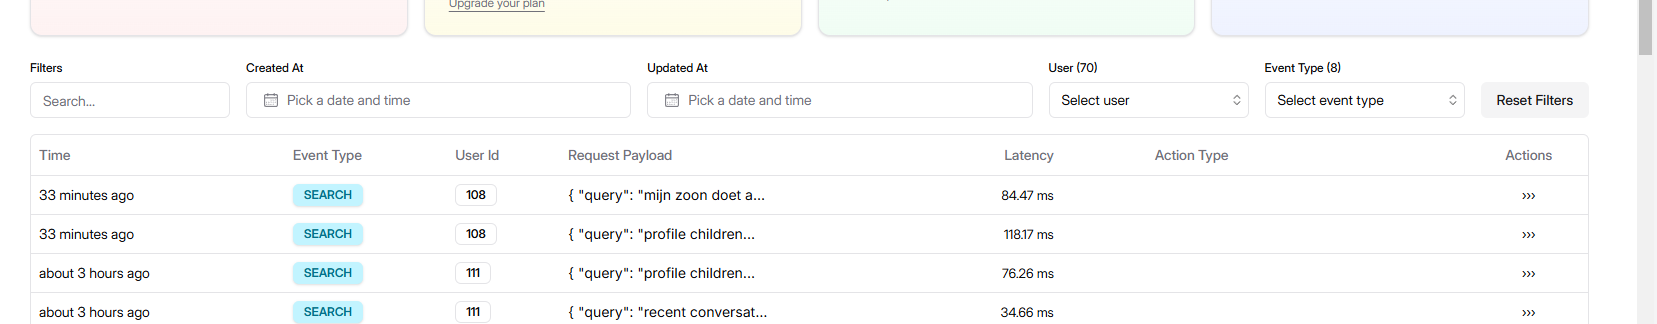 Upgrade your plan
Filters
Created At
Updated At
User (70)
Event Type (8)
Search...
Pick a date and time
Pick a date and time
Select user
Select event type
Reset Filters
Time Event Type User Id Request Payload Latency Action Type Actions
33 minutes ago SEARCH 108 { "query": "mijn zoon doet a... 84.47 ms ›››
33 minutes ago SEARCH 108 { "query": "profile children... 118.17 ms ›››
about 3 hours ago SEARCH 111 { "query": "profile children... 76.26 ms ›››
about 3 hours ago SEARCH 111 { "query": "recent conversat... 34.66 ms ›››